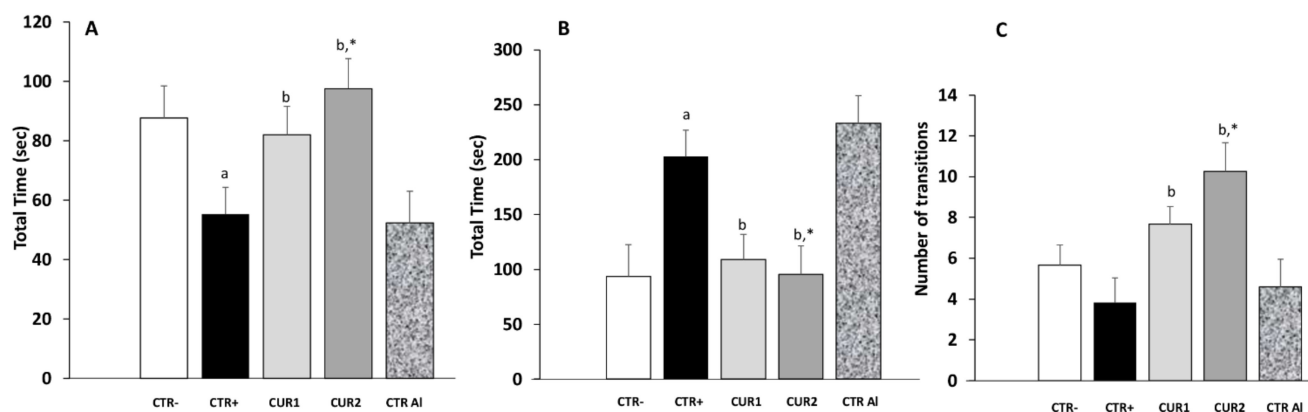 A
Total Time (sec)
120
100
80
60
40
20
0
a
b
b,*
CTR-
CTR+
CUR1
CUR2
CTR Al
B
Total Time (sec)
300
250
200
150
100
50
0
a
b
b,*
CTR-
CTR+
CUR1
CUR2
CTR Al
C
Number of transitions
14
12
10
8
6
4
2
0
b
b,*
CTR-
CTR+
CUR1
CUR2
CTR Al